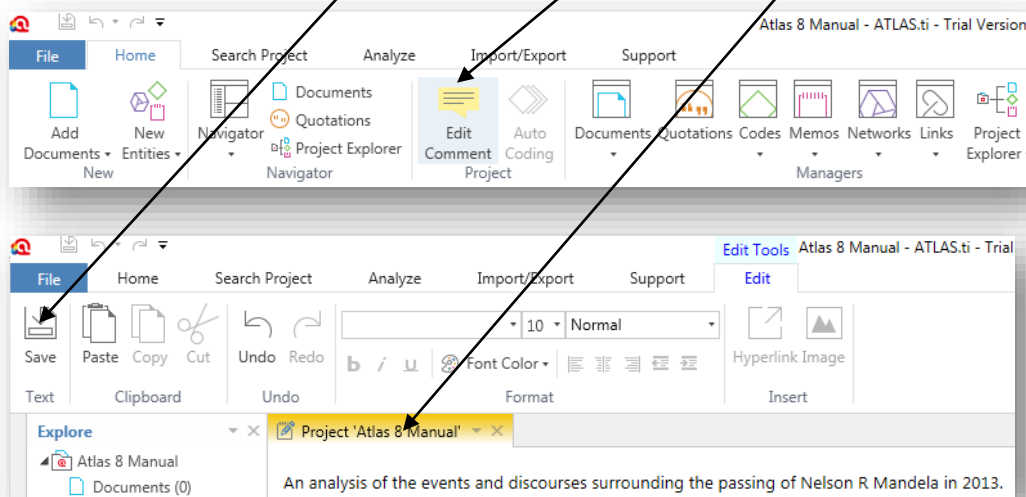 Atlas 8 Manual - ATLAS.ti - Trial Version
File Home Search Project Analyze Import/Export Support
Documents
Quotations
Project Explorer
Add Documents
New Entities
Navigator
Edit Comment
Auto Coding
Documents Quotations Codes Memos Networks Links
Project Explorer
New Navigator Project Managers
Edit Tools Atlas 8 Manual - ATLAS.ti - Trial
File Home Search Project Analyze Import/Export Support Edit
10 Normal
Save Paste Copy Cut Undo Redo
b i u Font Color
Hyperlink Image
Text Clipboard Undo Format Insert
Explore
Project 'Atlas 8 Manual'
Atlas 8 Manual
Documents (0)
An analysis of the events and discourses surrounding the passing of Nelson R Mandela in 2013.